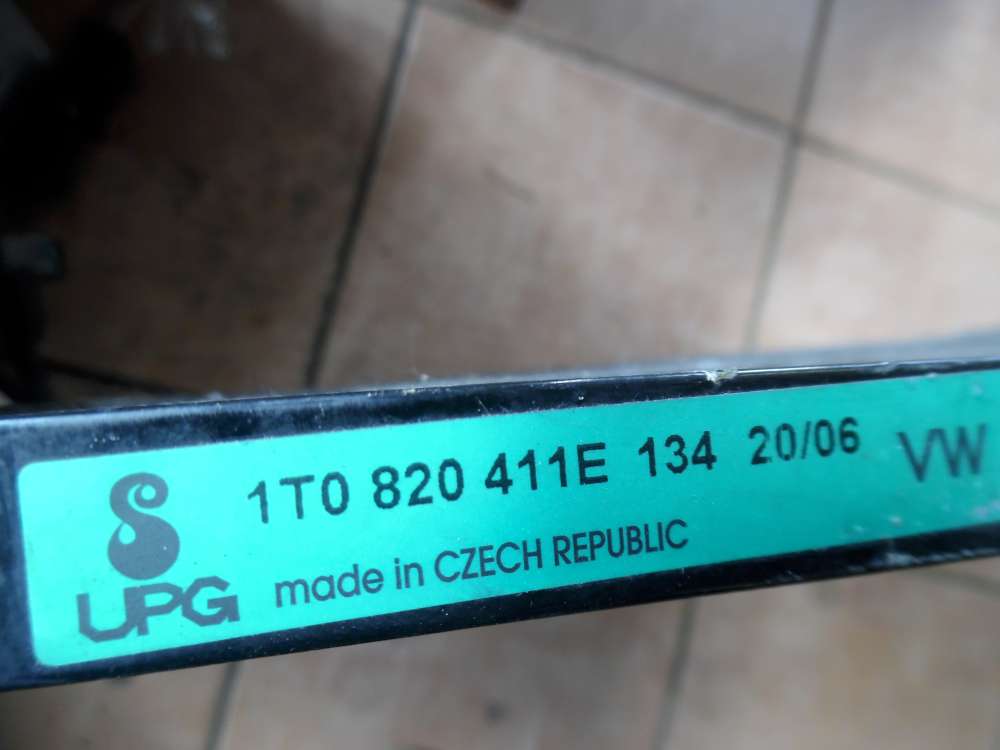 1T0 820 411E 134 20/06 VW
UPG made in CZECH REPUBLIC